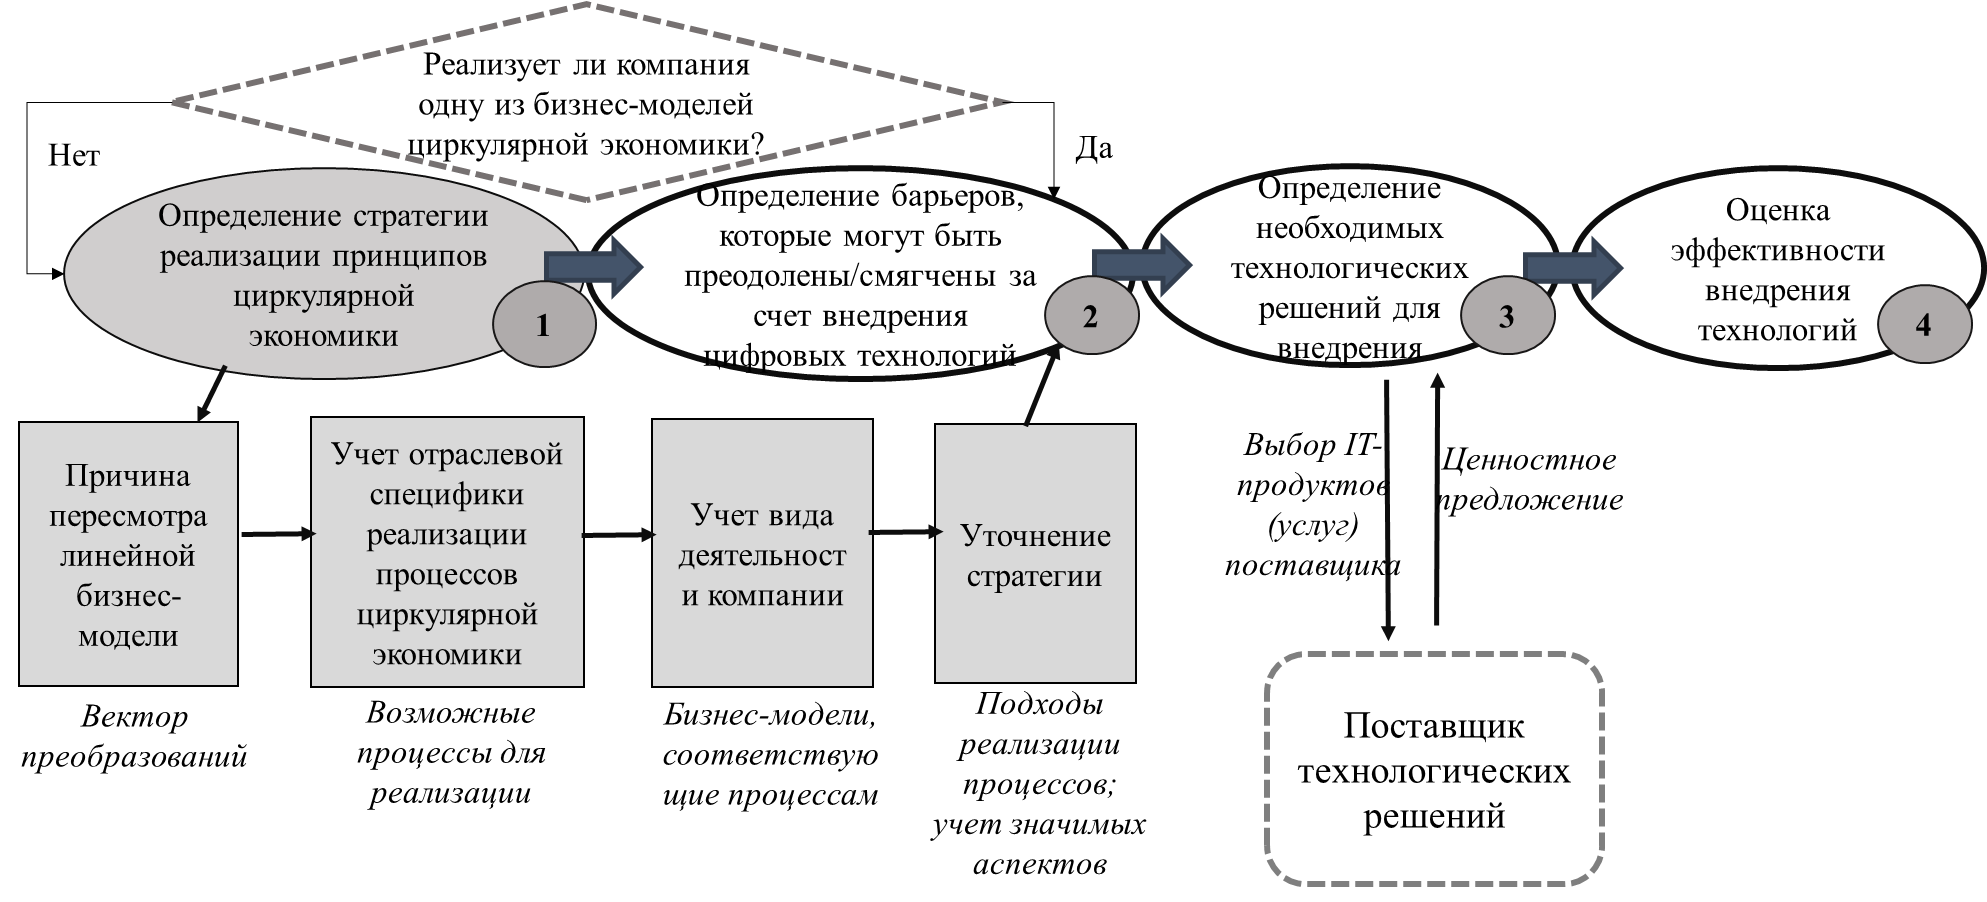 Реализует ли компания
одну из бизнес-моделей
циркулярной экономики?
Нет
Да
Определение стратегии
реализации принципов
циркулярной
экономики
1
Определение барьеров,
которые могут быть
преодолены/смягчены за
счет внедрения
цифровых технологий
2
Определение
необходимых
технологических
решений для
внедрения
3
Оценка
эффективности
внедрения
технологий
4
Причина
пересмотра
линейной
бизнес-
модели
Учет отраслевой
специфики
реализации
процессов
циркулярной
экономики
Учет вида
деятельност
и компании
Уточнение
стратегии
Выбор IT-
продуктов
(услуг)
поставщика
Ценностное
предложение
Вектор
преобразований
Возможные
процессы для
реализации
Бизнес-модели,
соответствую
щие процессам
Подходы
реализации
процессов;
учет значимых
аспектов
Поставщик
технологических
решений